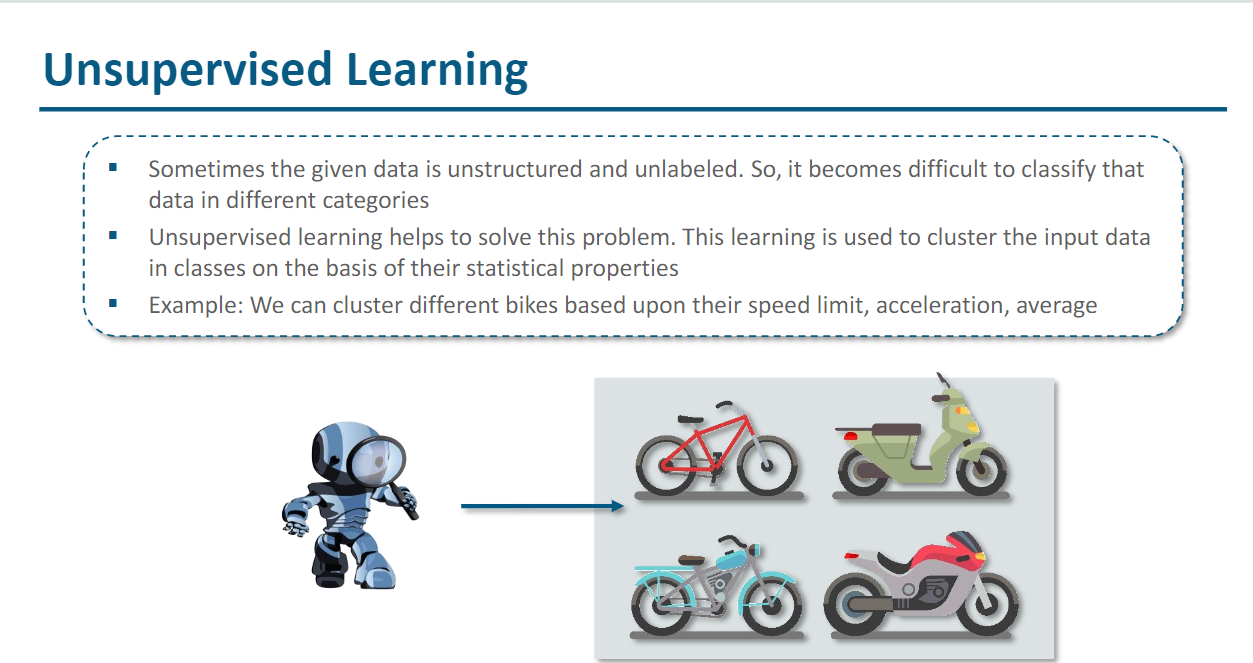 Unsupervised Learning
▪ Sometimes the given data is unstructured and unlabeled. So, it becomes difficult to classify that
data in different categories
▪ Unsupervised learning helps to solve this problem. This learning is used to cluster the input data
in classes on the basis of their statistical properties
▪ Example: We can cluster different bikes based upon their speed limit, acceleration, average